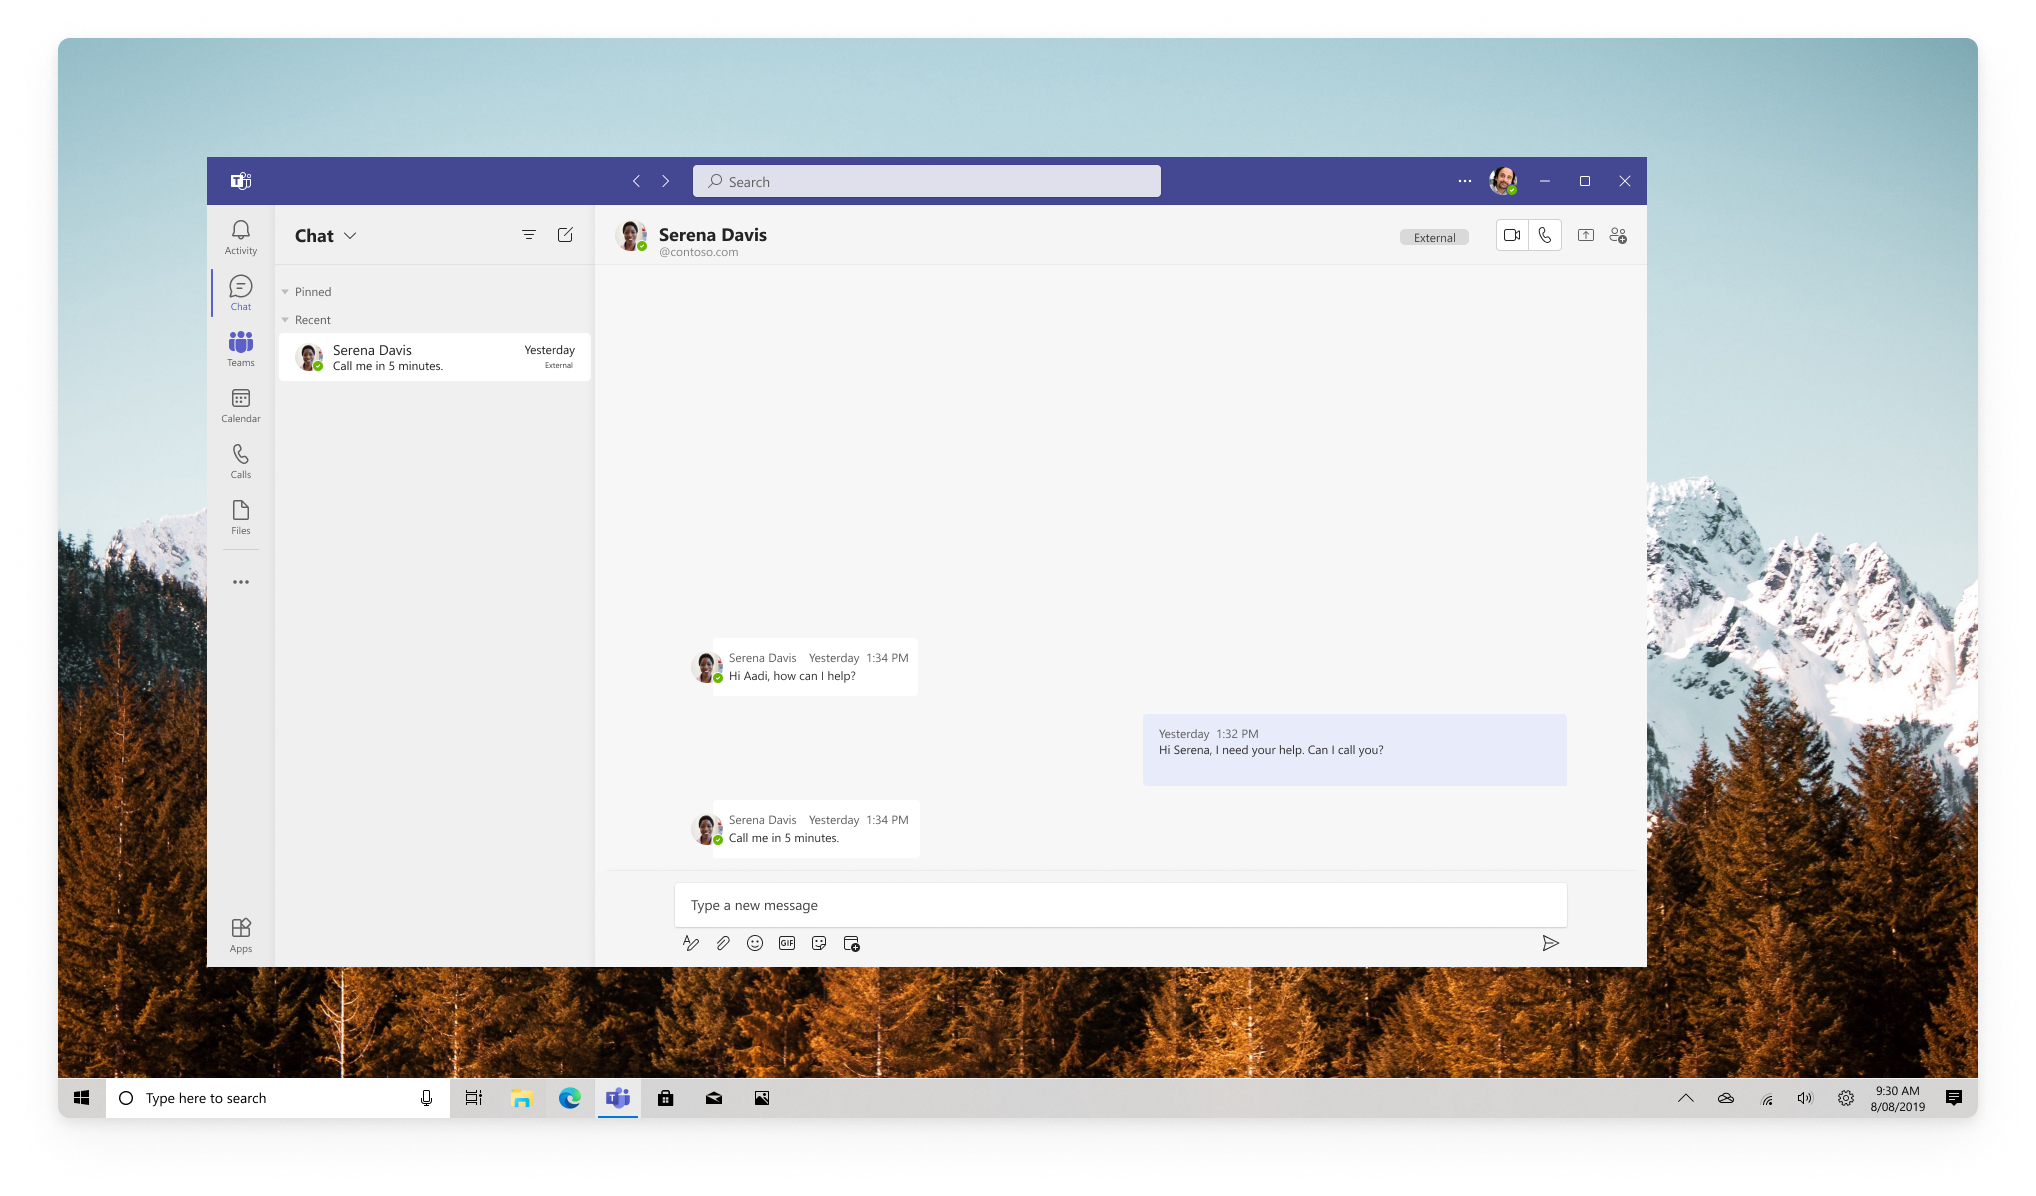 Search
Activity
Chat
Teams
Calendar
Calls
Files
Apps
Chat
Pinned
Recent
Serena Davis Yesterday
Call me in 5 minutes. External
Serena Davis
@contoso.com
External
Serena Davis Yesterday 1:34 PM
Hi Aadi, how can I help?
Yesterday 1:32 PM
Hi Serena, I need your help. Can I call you?
Serena Davis Yesterday 1:34 PM
Call me in 5 minutes.
Type a new message
GIF
Type here to search
9:30 AM
8/08/2019